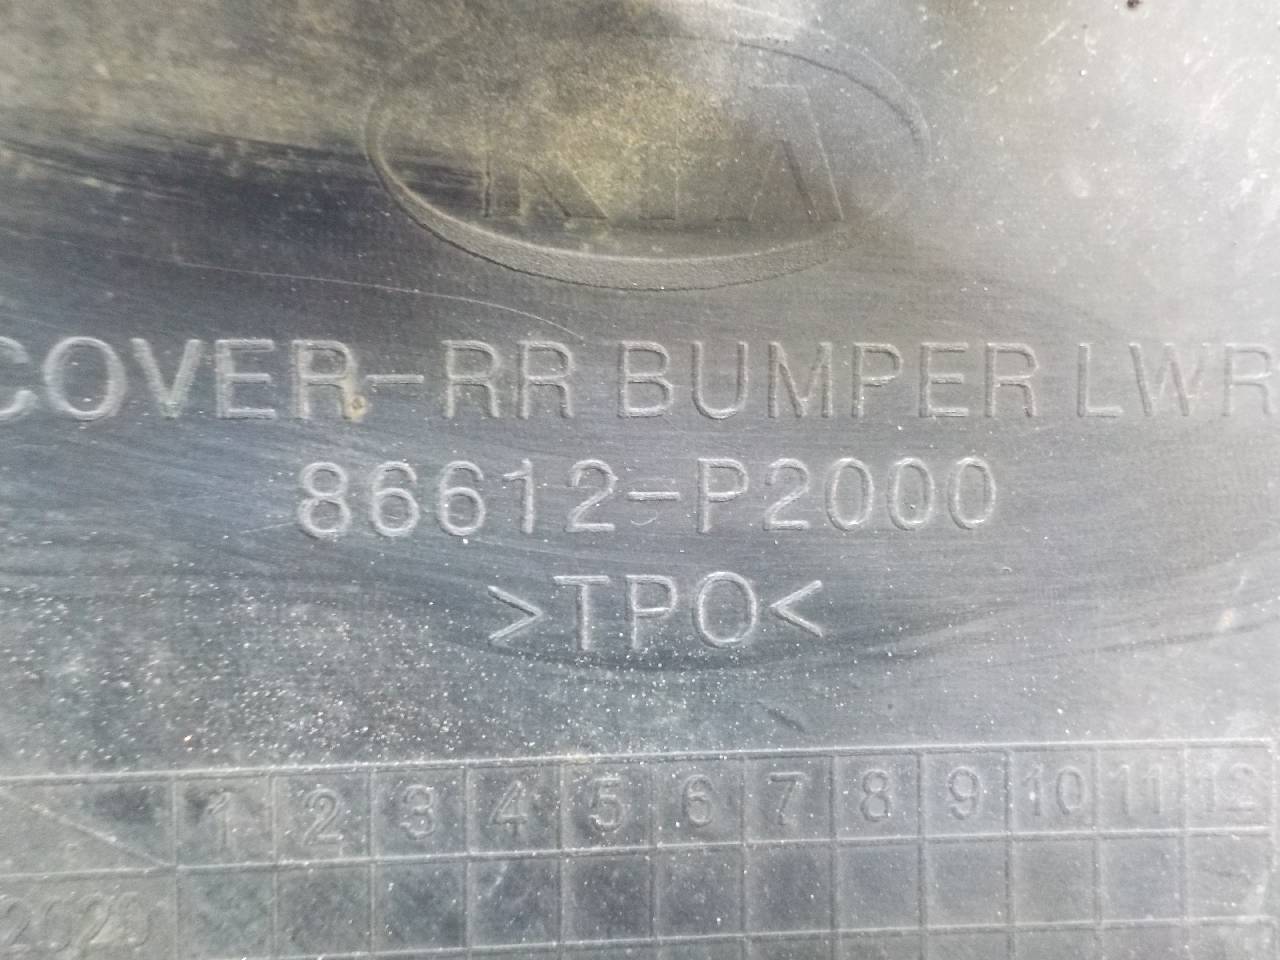 KIA
COVER-RR BUMPER LWR
86612-P2000
>TPO<
1 2 3 4 5 6 7 8 9 10 11 12
2020